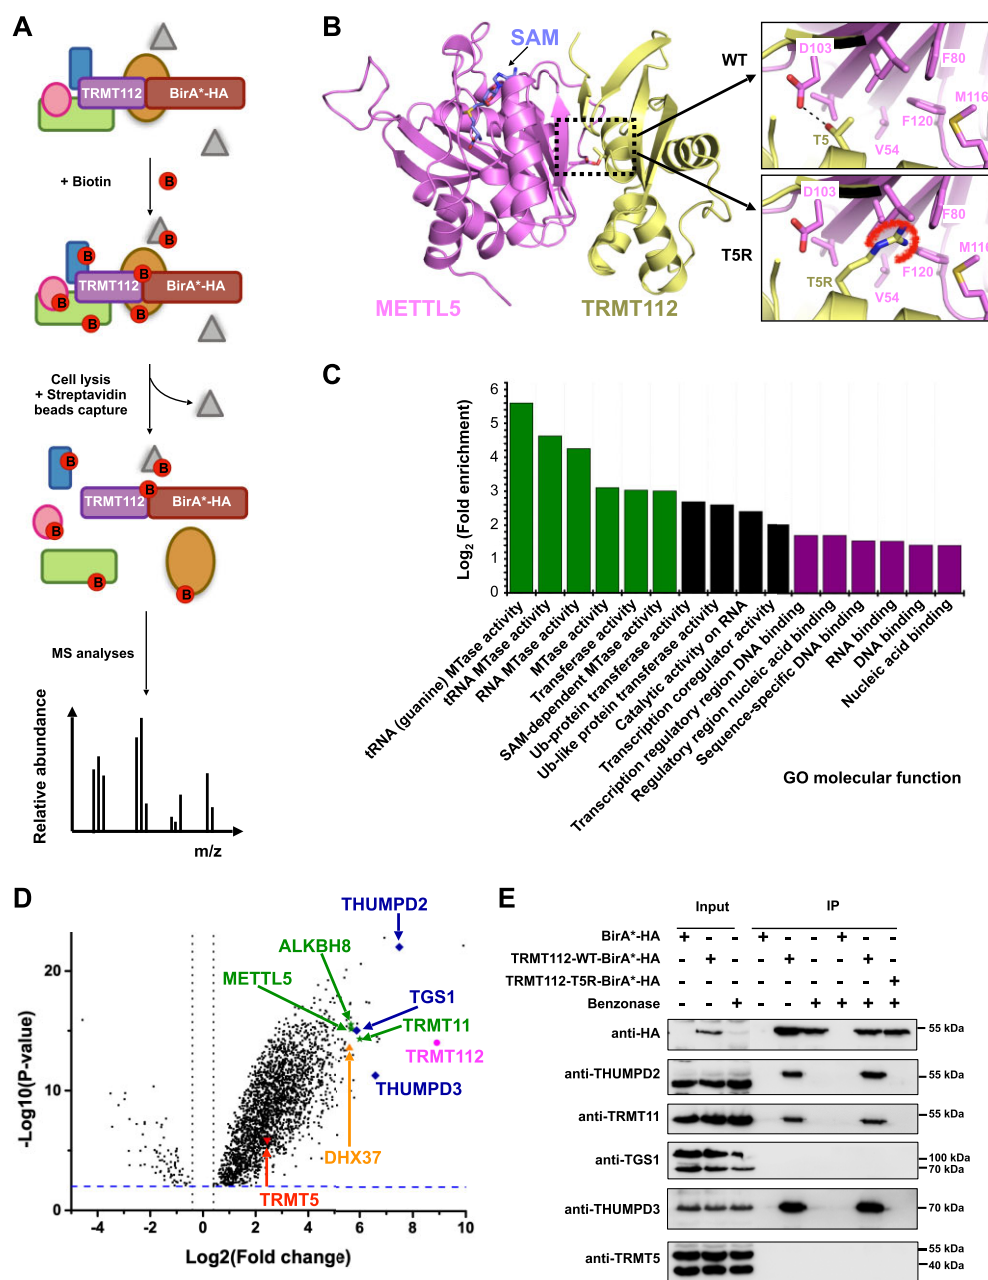 A
TRMT112
BirA*-HA
+ Biotin
B
B
B
B
TRMT112
BirA*-HA
B
B
B
Cell lysis
+ Streptavidin
beads capture
B
B
B
TRMT112
BirA*-HA
B
B
B
MS analyses
Relative abundance
m/z
B
SAM
METTL5
TRMT112
WT
T5R
D103
F80
M116
F120
T5
V54
D103
F80
M116
F120
T5R
V54
C
Log2 (Fold enrichment)
6
5
4
3
2
1
0
tRNA (guanine) MTase activity
tRNA MTase activity
RNA MTase activity
MTase activity
Transferase activity
SAM-dependent MTase activity
Ub-protein transferase activity
Ub-like protein transferase activity
Catalytic activity on RNA
Transcription coregulator activity
Transcription regulatory region DNA binding
Regulatory region nucleic acid binding
Sequence-specific DNA binding
RNA binding
DNA binding
Nucleic acid binding
GO molecular function
D
THUMPD2
ALKBH8
METTL5
TGS1
TRMT11
TRMT112
THUMPD3
DHX37
TRMT5
-Log10(P-value)
20
10
0
-4
-2
0
2
4
6
8
10
Log2(Fold change)
E
Input
IP
BirA*-HA + - - + - - + - -
TRMT112-WT-BirA*-HA - + - - + - - + -
TRMT112-T5R-BirA*-HA - - - - - - - - +
Benzonase - - + - - + + + +
anti-HA
55 kDa
anti-THUMPD2
55 kDa
anti-TRMT11
55 kDa
anti-TGS1
100 kDa
70 kDa
anti-THUMPD3
70 kDa
anti-TRMT5
55 kDa
40 kDa